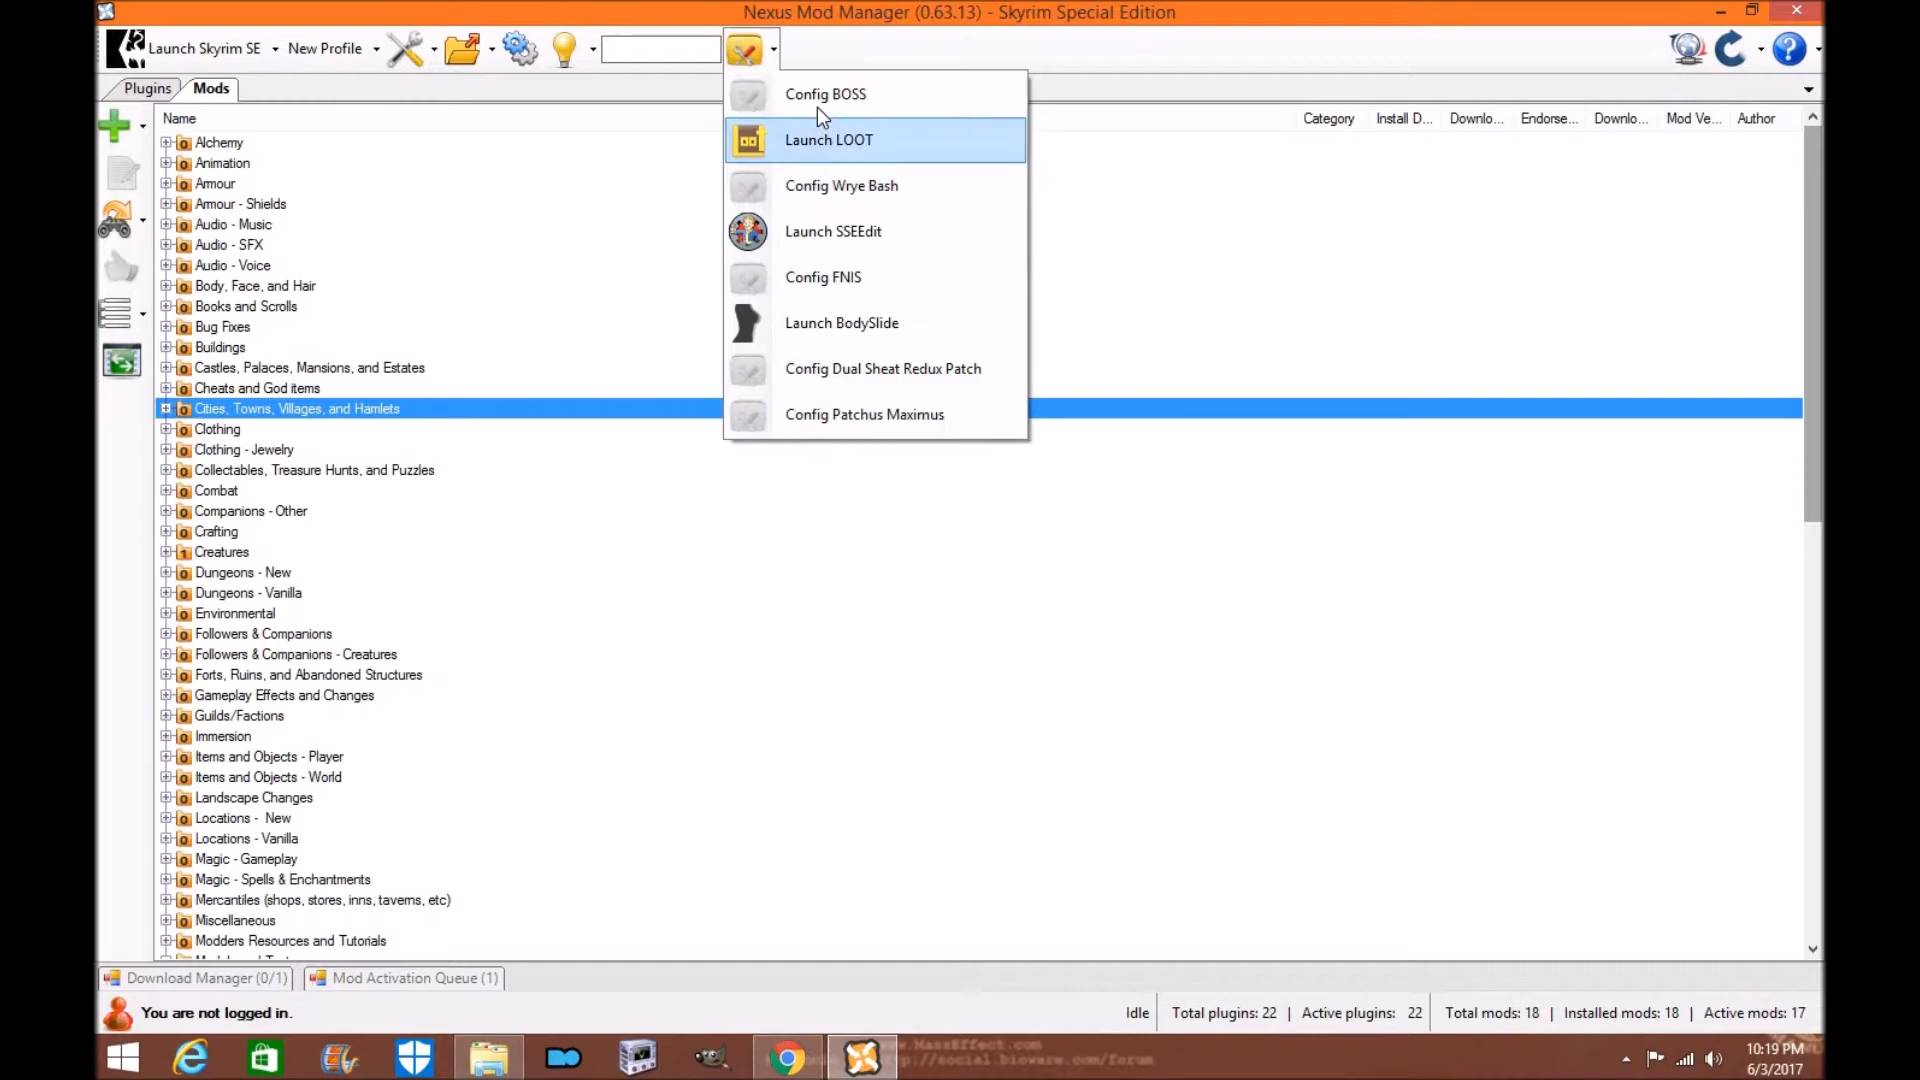 Nexus Mod Manager (0.63.13) - Skyrim Special Edition
Launch Skyrim SE
New Profile
Plugins
Mods
Config BOSS
Launch LOOT
Config Wrye Bash
Launch SSEEdit
Config FNIS
Launch BodySlide
Config Dual Sheat Redux Patch
Config Patchus Maximus
Name
Category
Install D...
Downlo...
Endorse...
Downlo...
Mod Ve...
Author
Alchemy
Animation
Armour
Armour - Shields
Audio - Music
Audio - SFX
Audio - Voice
Body, Face, and Hair
Books and Scrolls
Bug Fixes
Buildings
Castles, Palaces, Mansions, and Estates
Cheats and God items
Cities, Towns, Villages, and Hamlets
Clothing
Clothing - Jewelry
Collectables, Treasure Hunts, and Puzzles
Combat
Companions - Other
Crafting
Creatures
Dungeons - New
Dungeons - Vanilla
Environmental
Followers & Companions
Followers & Companions - Creatures
Forts, Ruins, and Abandoned Structures
Gameplay Effects and Changes
Guilds/Factions
Immersion
Items and Objects - Player
Items and Objects - World
Landscape Changes
Locations - New
Locations - Vanilla
Magic - Gameplay
Magic - Spells & Enchantments
Mercantiles (shops, stores, inns, taverns, etc)
Miscellaneous
Modders Resources and Tutorials
Download Manager (0/1)
Mod Activation Queue (1)
You are not logged in.
Idle
Total plugins: 22 | Active plugins: 22
Total mods: 18 | Installed mods: 18 | Active mods: 17
www.MassEffect.com
http://social.bioware.com/forum
10:19 PM
6/3/2017